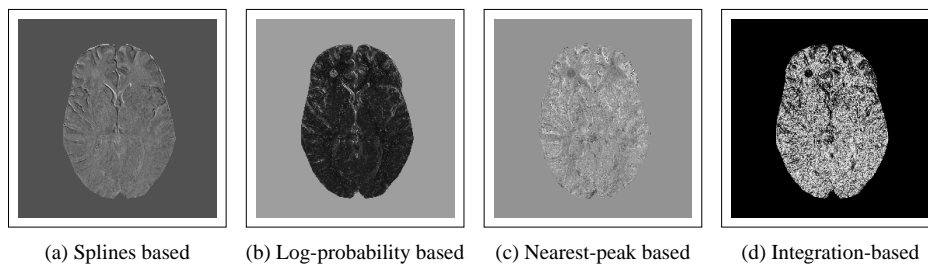 (a) Splines based (b) Log-probability based (c) Nearest-peak based (d) Integration-based